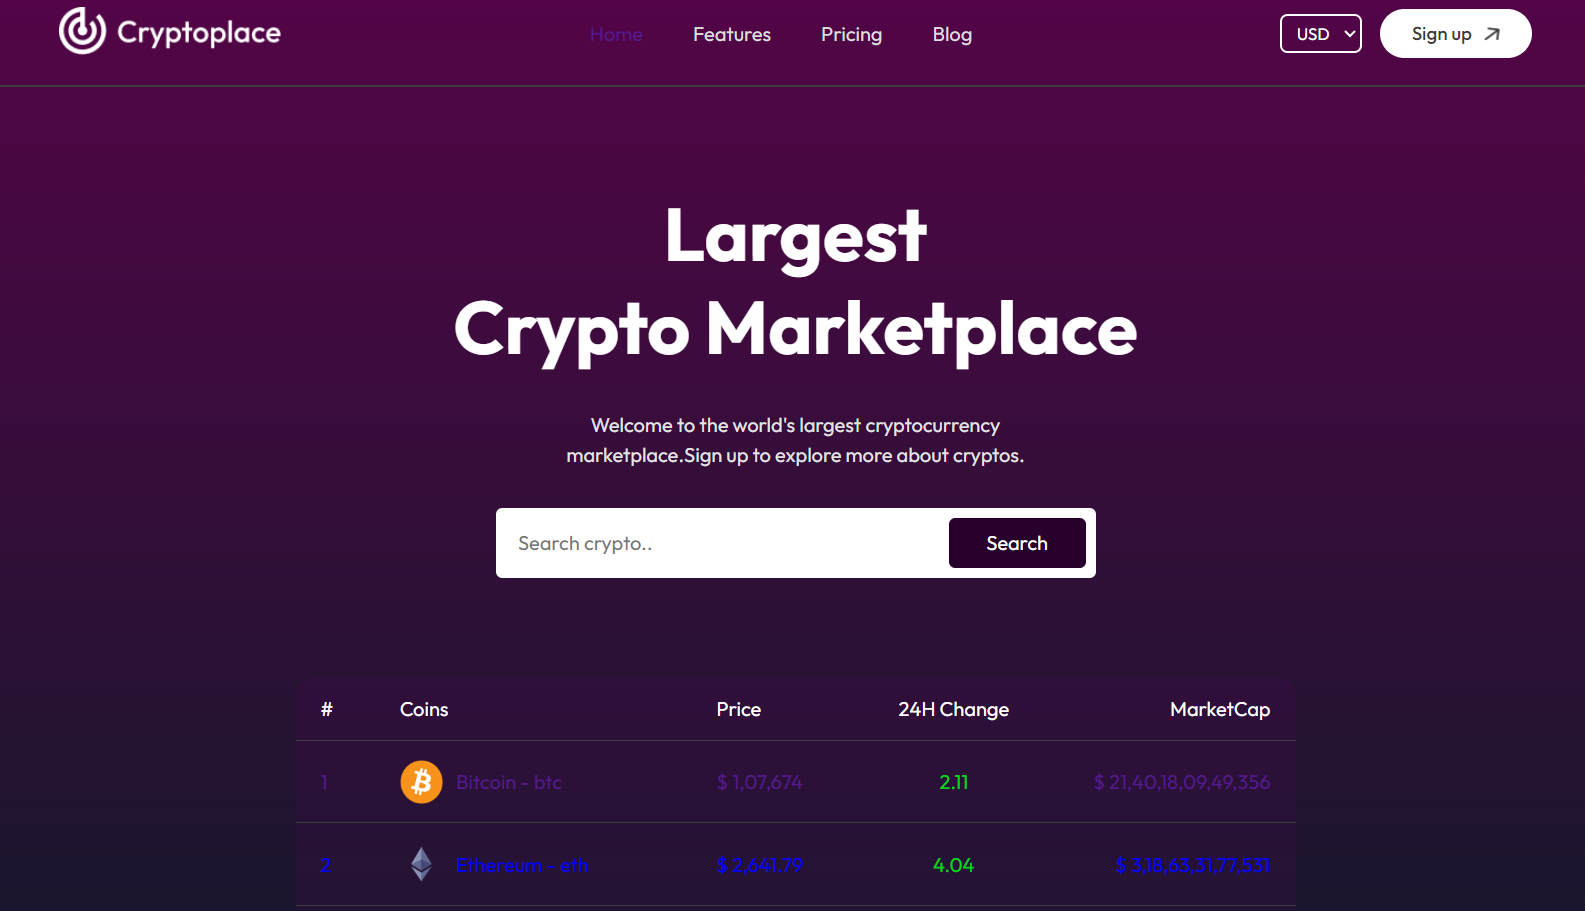 Cryptoplace Home Features Pricing Blog USD Sign up
Largest
Crypto Marketplace
Welcome to the world's largest cryptocurrency
marketplace.Sign up to explore more about cryptos.
Search crypto.. Search
# Coins Price 24H Change MarketCap
1 Bitcoin - btc $ 1,07,674 2.11 $ 21,40,18,09,49,356
2 Ethereum - eth $ 2,641.79 4.04 $ 3,18,63,31,77,531